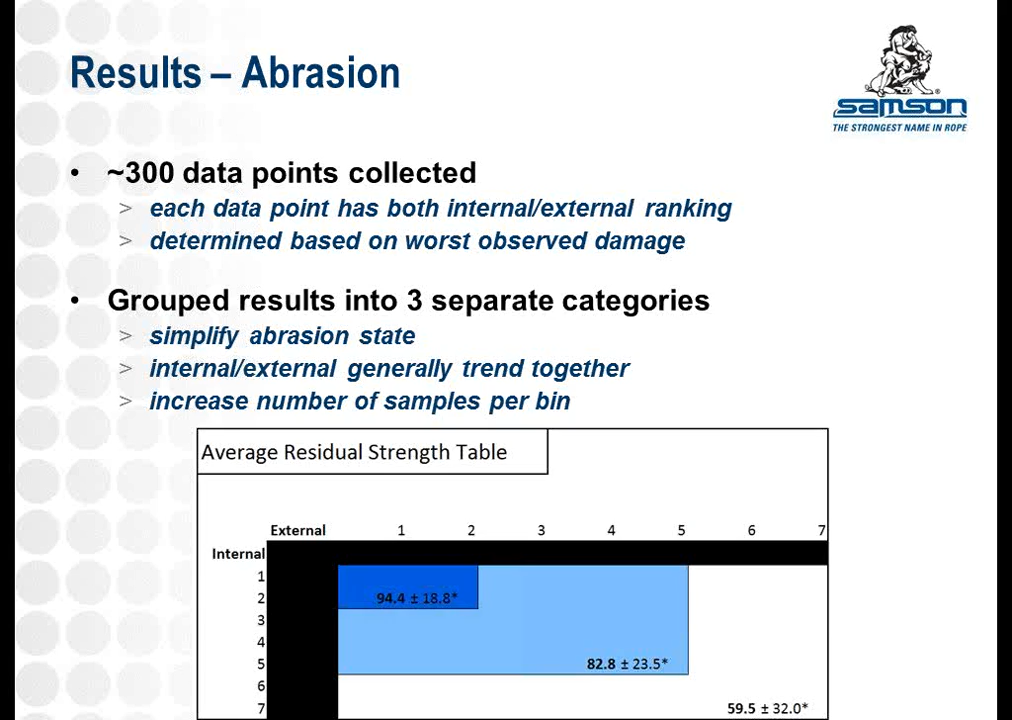 Results – Abrasion
®
samson
THE STRONGEST NAME IN ROPE
• ~300 data points collected
> each data point has both internal/external ranking
> determined based on worst observed damage
• Grouped results into 3 separate categories
> simplify abrasion state
> internal/external generally trend together
> increase number of samples per bin
Average Residual Strength Table
External 1 2 3 4 5 6 7
Internal
1
2 94.4 ± 18.8*
3
4
5 82.8 ± 23.5*
6
7 59.5 ± 32.0*